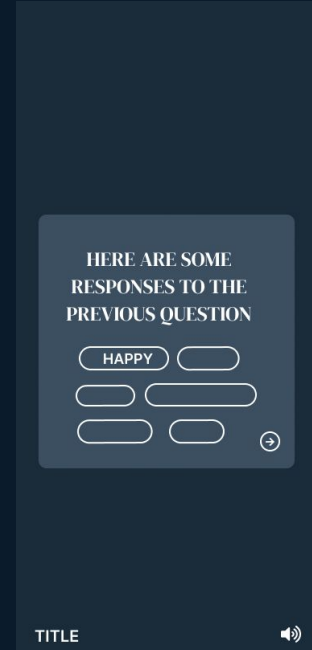 HERE ARE SOME
RESPONSES TO THE
PREVIOUS QUESTION
HAPPY
TITLE